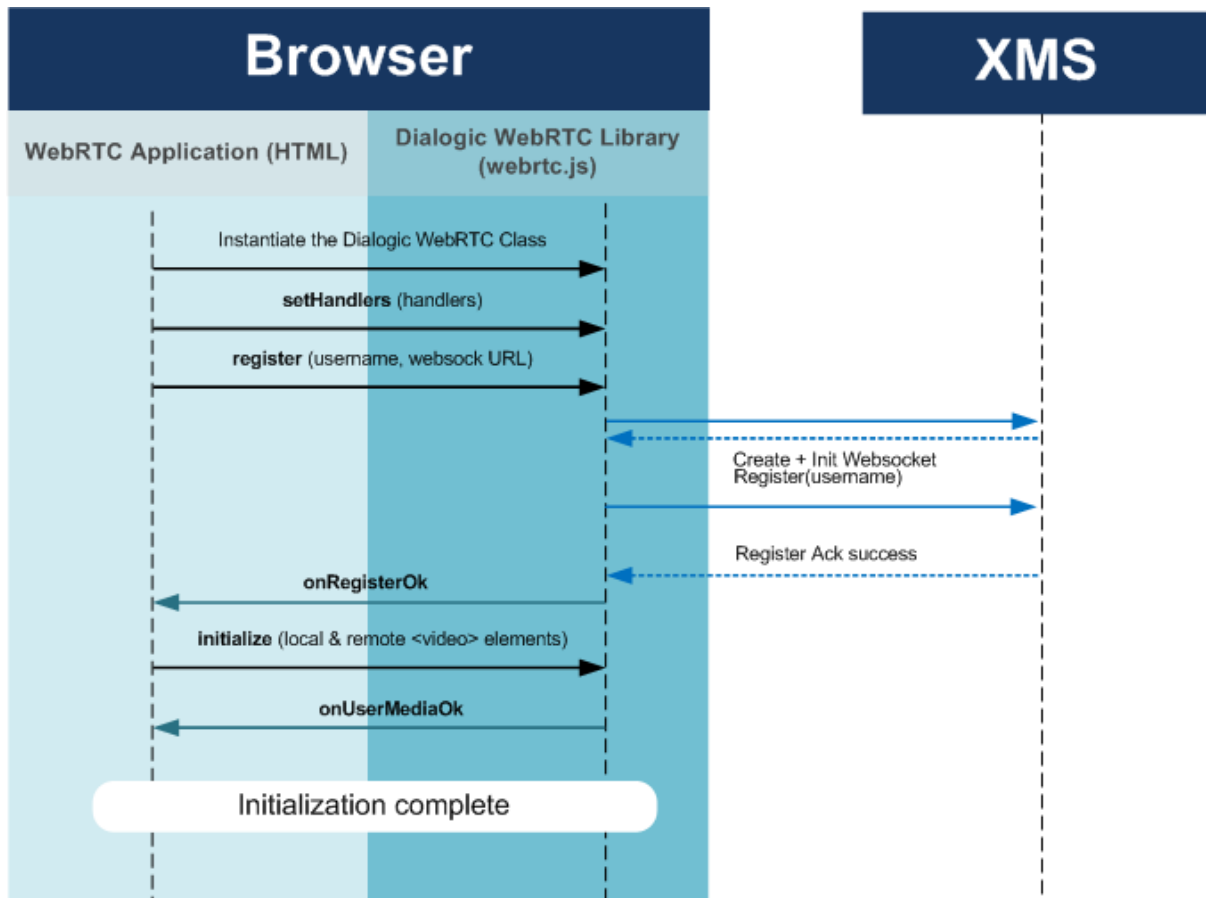 Browser
XMS
WebRTC Application (HTML)
Dialogic WebRTC Library
(webrtc.js)
Instantiate the Dialogic WebRTC Class
setHandlers (handlers)
register (username, websock URL)
Create + Init Websocket
Register(username)
Register Ack success
onRegisterOk
initialize (local & remote <video> elements)
onUserMediaOk
Initialization complete